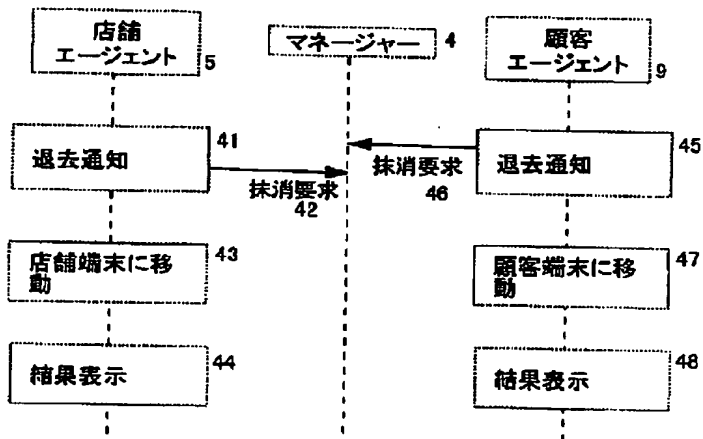 店舗
エージェント
5
マネージャー
4
顧客
エージェント
9
退去通知
41
抹消要求
42
抹消要求
46
退去通知
45
店舗端末に移
動
43
顧客端末に移
動
47
結果表示
44
結果表示
48